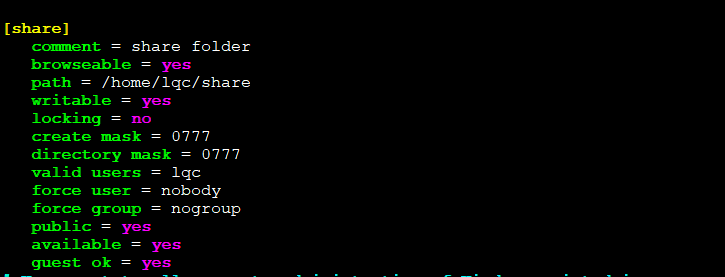 [share]
comment = share folder
browseable = yes
path = /home/lqc/share
writable = yes
locking = no
create mask = 0777
directory mask = 0777
valid users = lqc
force user = nobody
force group = nogroup
public = yes
available = yes
guest ok = yes